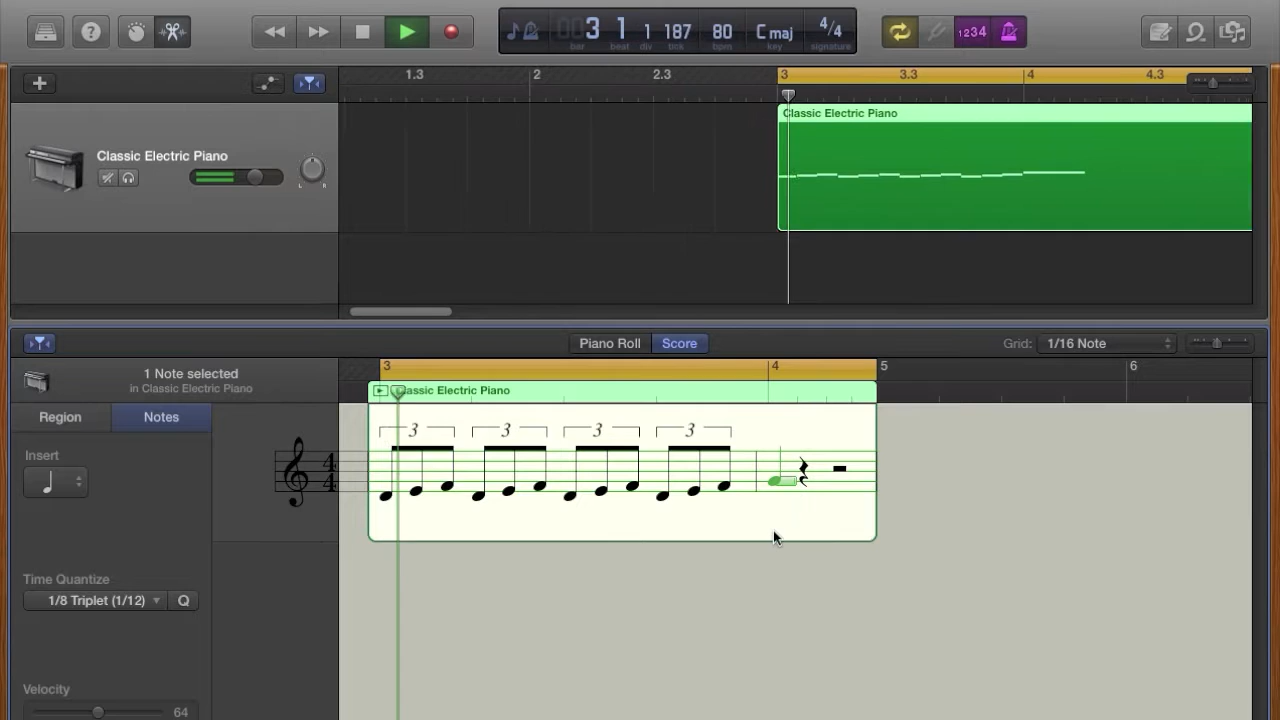 ?
00 3 1 1 187 80 C maj 4/4
bar beat div tick bpm key signature
1234
1.3 2 2.3 3 3.3 4 4.3
Classic Electric Piano
Classic Electric Piano
L R
Piano Roll Score Grid: 1/16 Note
1 Note selected
in Classic Electric Piano
3 4 5 6
Classic Electric Piano
Region Notes
3 3 3 3
Insert
4
4
Time Quantize
1/8 Triplet (1/12) Q
Velocity
64